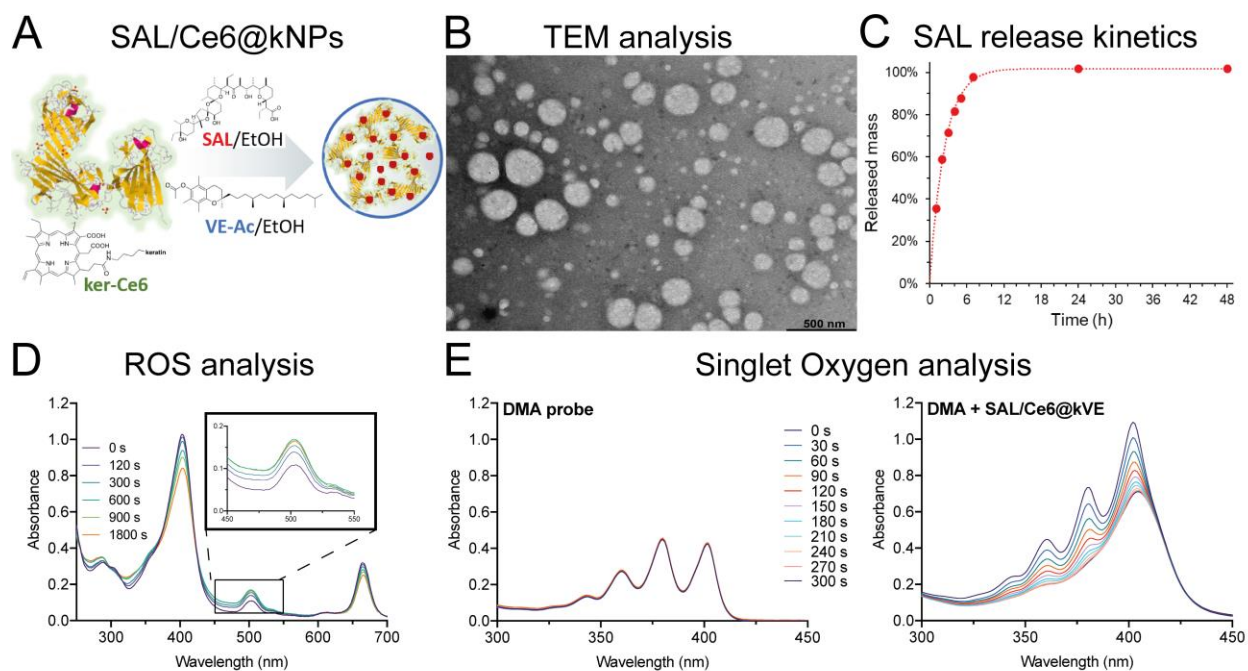 A SAL/Ce6@kNPs
SAL/EtOH
VE-Ac/EtOH
COOH
COOH
keratin
ker-Ce6
B TEM analysis
500 nm
C SAL release kinetics
100%
80%
60%
40%
20%
0%
Released mass
0 6 12 18 24 30 36 42 48
Time (h)
D ROS analysis
1.2
1.0
0.8
0.6
0.4
0.2
0.0
Absorbance
0 s
120 s
300 s
600 s
900 s
1800 s
0.2
0.1
0.0
450 500 550
300 400 500 600 700
Wavelength (nm)
E Singlet Oxygen analysis
DMA probe
1.2
1.0
0.8
0.6
0.4
0.2
0.0
Absorbance
0 s
30 s
60 s
90 s
120 s
150 s
180 s
210 s
240 s
270 s
300 s
300 350 400 450
Wavelength (nm)
DMA + SAL/Ce6@kVE
1.2
1.0
0.8
0.6
0.4
0.2
0.0
Absorbance
300 350 400 450
Wavelength (nm)